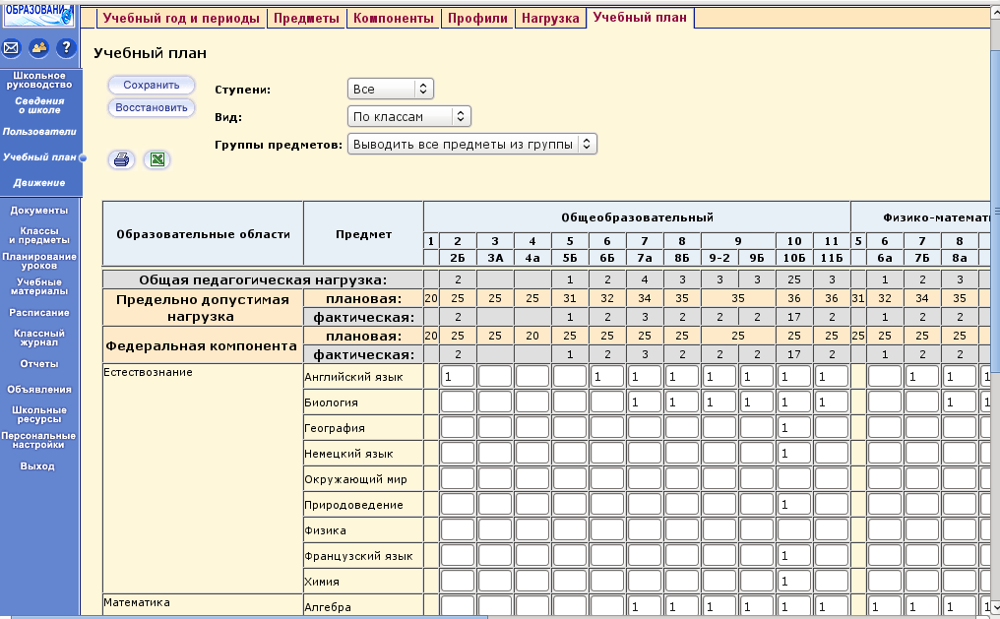 ОБРАЗОВАНИ
Учебный год и периоды Предметы Компоненты Профили Нагрузка Учебный план
?
Школьное
руководство
Сведения
о школе
Пользователи
Учебный план
Движение
Документы
Классы
и предметы
Планирование
уроков
Учебные
материалы
Расписание
Классный
журнал
Отчеты
Объявления
Школьные
ресурсы
Персональные
настройки
Выход
Учебный план
Сохранить
Восстановить
Ступени: Все
Вид: По классам
Группы предметов: Выводить все предметы из группы
Образовательные области Предмет Общеобразовательный Физико-математи
1 2 3 4 5 6 7 8 9 10 11 5 6 7 8
2Б 3А 4а 5Б 6Б 7а 8Б 9-2 9Б 10Б 11Б 6а 7Б 8а
Общая педагогическая нагрузка: 2 1 2 4 3 3 3 25 3 1 2 3
Предельно допустимая
нагрузка
плановая: 20 25 25 25 31 32 34 35 35 36 36 31 32 34 35
фактическая: 2 1 2 3 2 2 2 17 2 1 2 2
Федеральная компонента
плановая: 20 25 25 20 25 25 25 25 25 25 25 25 25 25 25
фактическая: 2 1 2 3 2 2 2 17 2 1 2 2
Естествознание
Английский язык 1 1 1 1 1 1 1 1 1 1 1
Биология 1 1 1 1 1 1 1 1
География 1
Немецкий язык 1
Окружающий мир
Природоведение 1
Физика
Французский язык 1
Химия 1
Математика
Алгебра 1 1 1 1 1 1 1 1 1 1